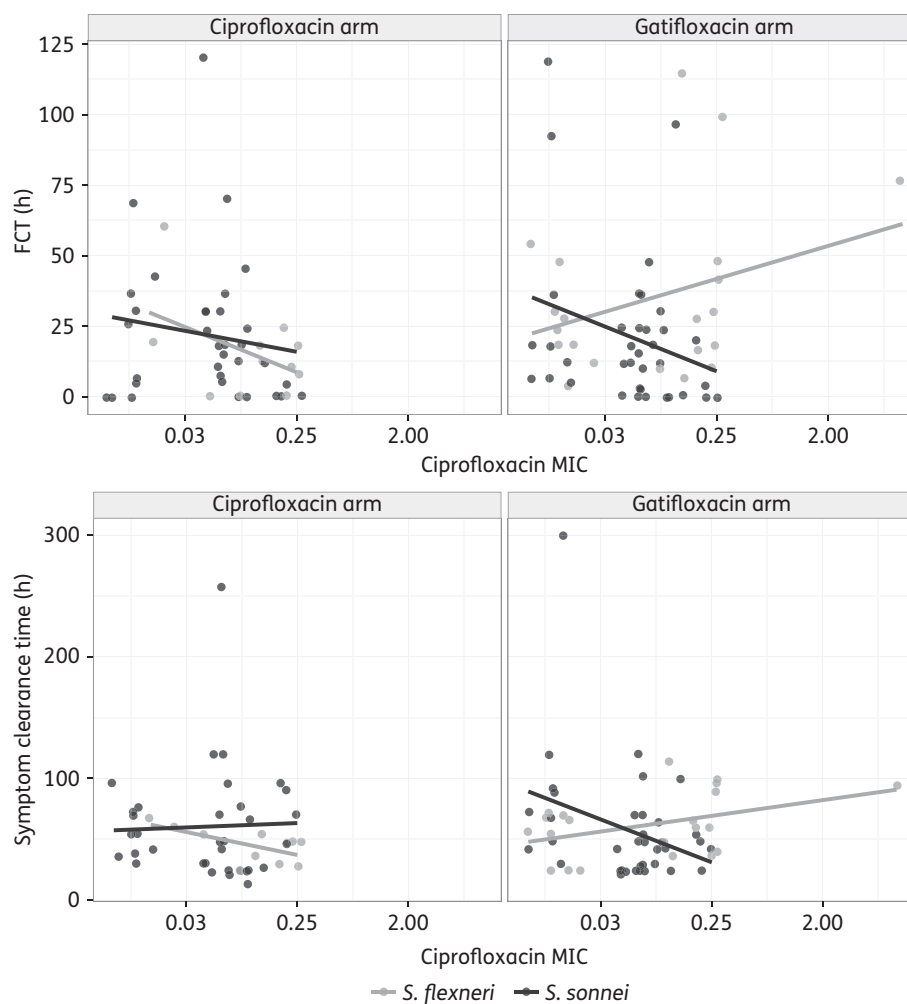 Ciprofloxacin arm Gatifloxacin arm
125
100
75
50
25
0
FCT (h)
0.03 0.25 2.00 0.03 0.25 2.00
Ciprofloxacin MIC
Ciprofloxacin arm Gatifloxacin arm
300
200
100
0
Symptom clearance time (h)
0.03 0.25 2.00 0.03 0.25 2.00
Ciprofloxacin MIC
S. flexneri S. sonnei